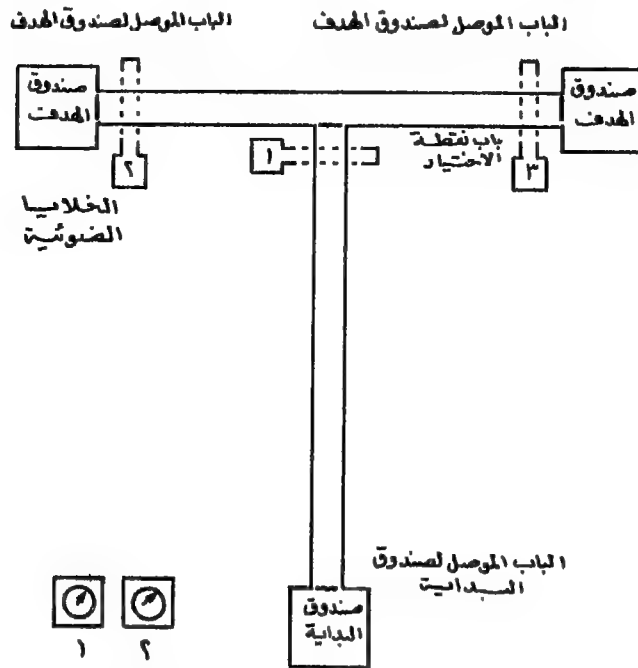 الباب الموصل لصندوق الهدف
الباب الموصل لصندوق الهدف
صندوق
الهدف
صندوق
الهدف
١
باب نقطة
الاختيار
٢
٣
الخلايا
الضوئية
الباب الموصل لصندوق
البداية
صندوق
البداية
١
٢